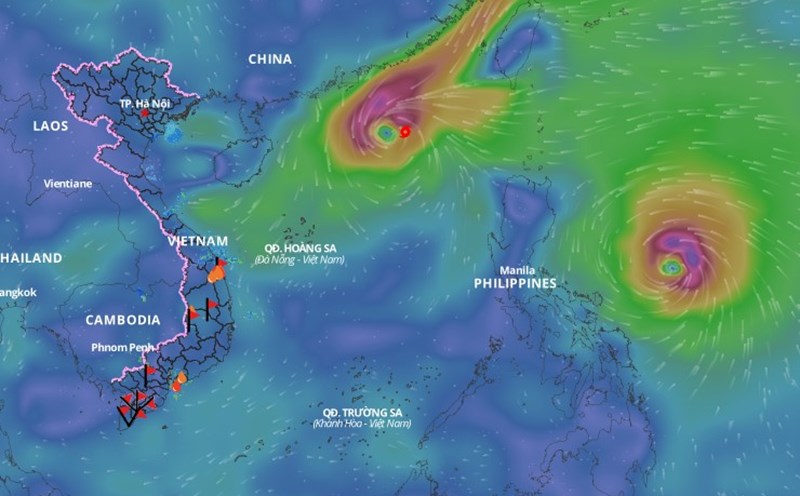 CHINA
TP. Hà Nội
LAOS
Vientiane
VIETNAM
QĐ. HOÀNG SA
(Đà Nẵng - Việt Nam)
HAILAND
Manila
PHILIPPINES
angkok
CAMBODIA
Phnom Penh
QĐ. TRƯỜNG SA
(Khánh Hòa - Việt Nam)